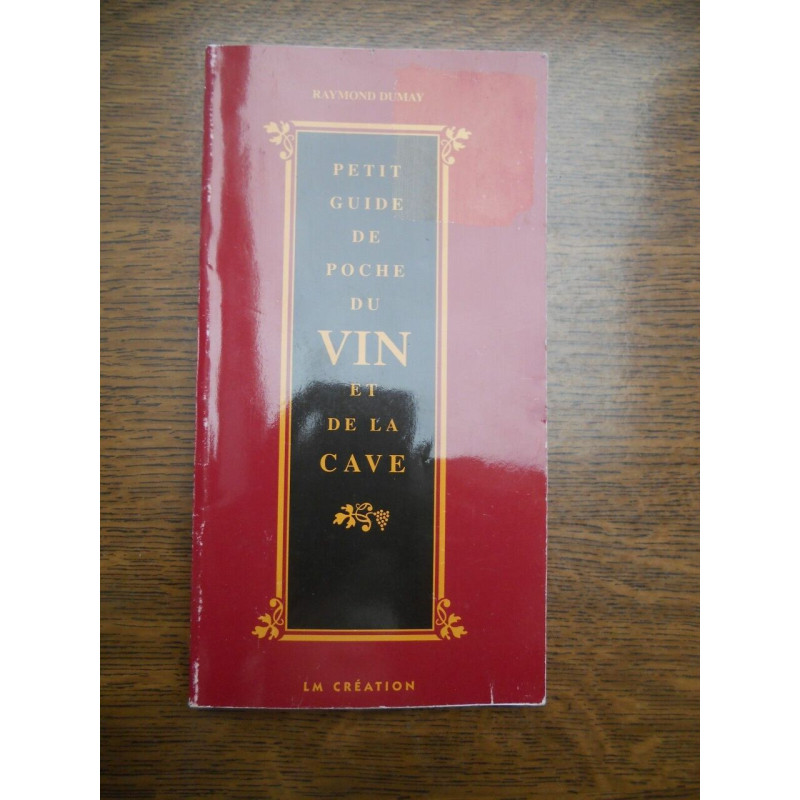 RAYMOND DUMAY
PETIT
GUIDE
DE
POCHE
DU
VIN
ET
DE LA
CAVE
LM CRÉATION